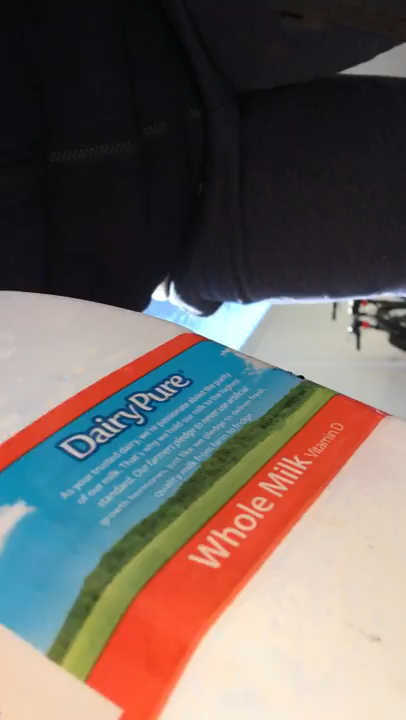 DairyPure®
As your trusted dairy, we're passionate about the purity
of our milk. That's why we hold our milk to the highest
standard. Our farmers pledge to never use artificial
growth hormones. Just like we pledge to deliver fresh,
quality milk from farm to fridge.
Whole Milk Vitamin D